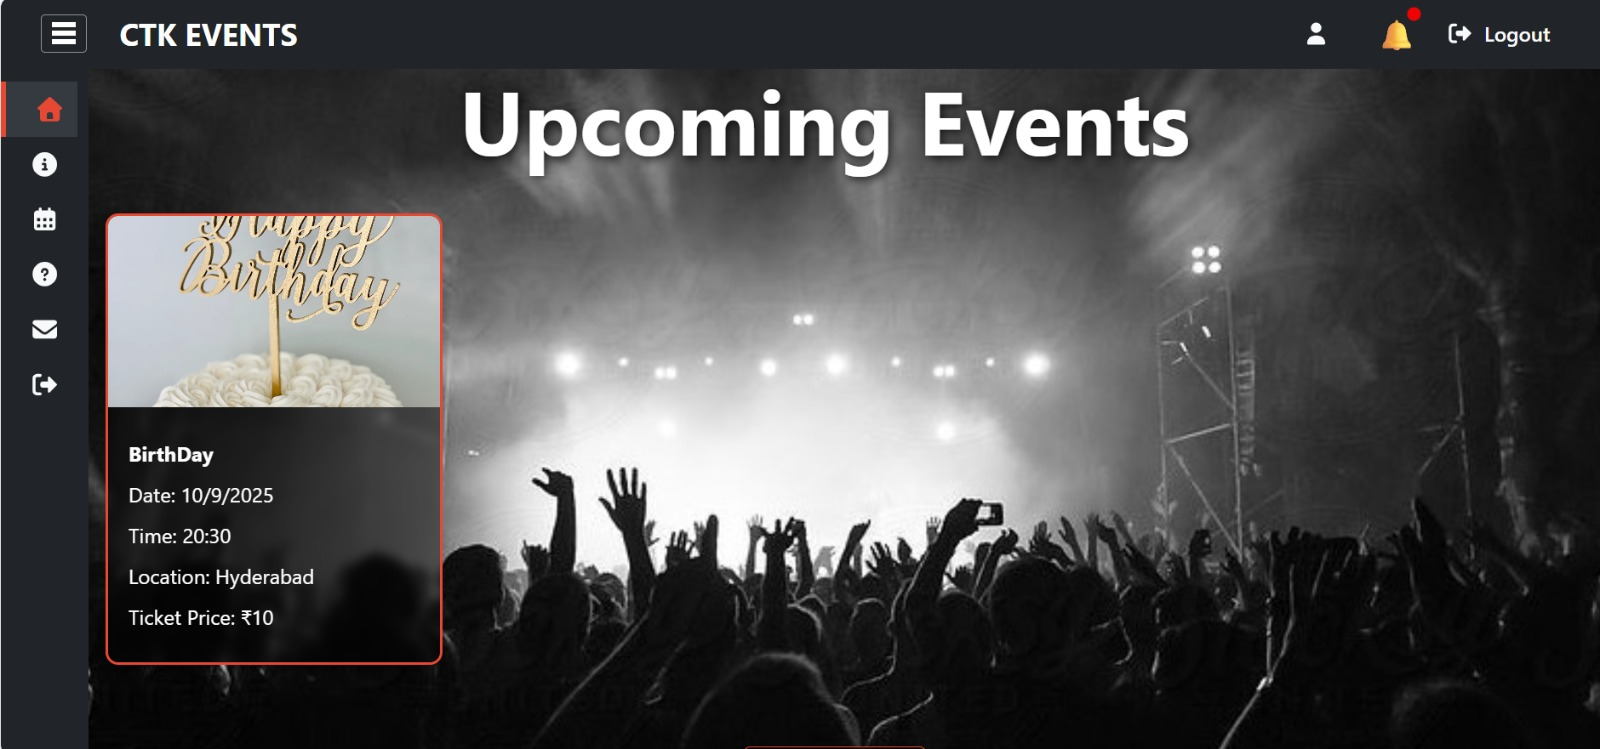 CTK EVENTS
Logout
Upcoming Events
Happy
Birthday
BirthDay
Date: 10/9/2025
Time: 20:30
Location: Hyderabad
Ticket Price: ₹10